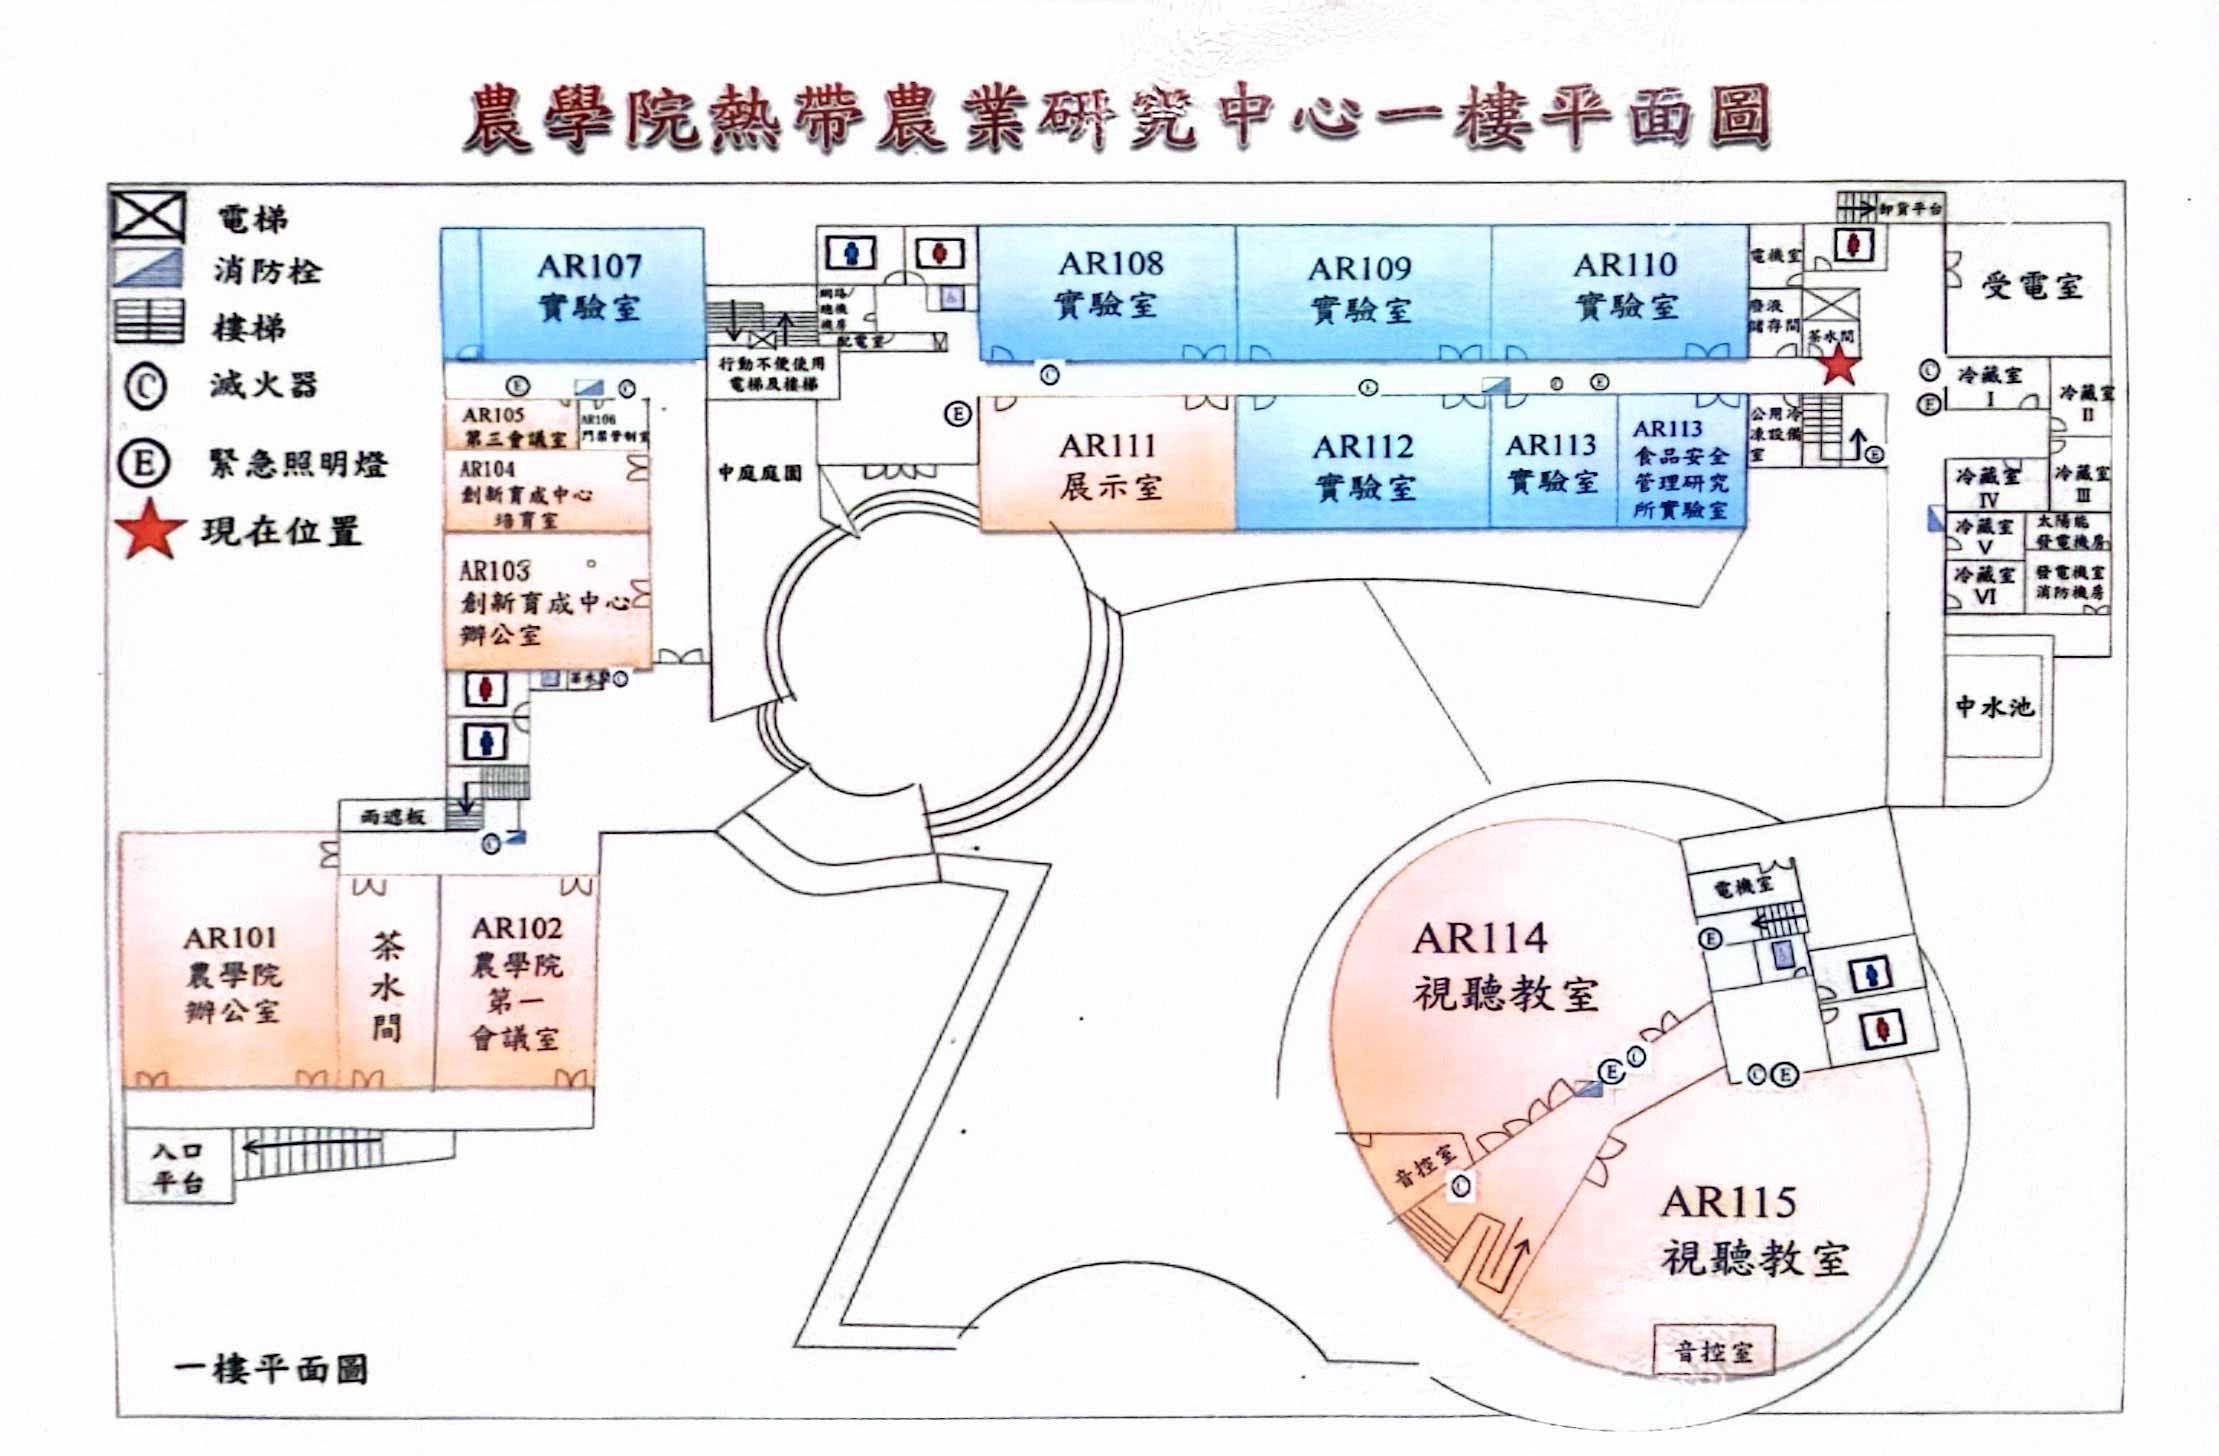 農學院熱帶農業研究中心一樓平面圖
電梯
消防栓
樓梯
C
滅火器
E
緊急照明燈
現在位置
AR107
實驗室
E
C
AR105
第三會議室
AR106
門禁管制室
AR104
創新育成中心
培育室
AR103
創新育成中心
辦公室
茶水間
C
雨遮板
C
AR101
農學院
辦公室
茶
水
間
AR102
農學院
第一
會議室
入口
平台
網路/
總機
機房
配電室
行動不便使用
電梯及樓梯
中庭庭園
E
AR108
實驗室
AR109
實驗室
AR110
實驗室
C
E
C
E
AR111
展示室
AR112
實驗室
AR113
實驗室
AR113
食品安全
管理研究
所實驗室
電機室
廢液
儲存間
茶水間
公用冷
凍設備
室
E
卸貨平台
受電室
C
E
冷藏室
I
冷藏室
II
冷藏室
III
冷藏室
IV
冷藏室
V
冷藏室
VI
太陽能
發電機房
發電機室
消防機房
中水池
AR114
視聽教室
電機室
E
E
C
C
E
音控室
C
AR115
視聽教室
音控室
一樓平面圖